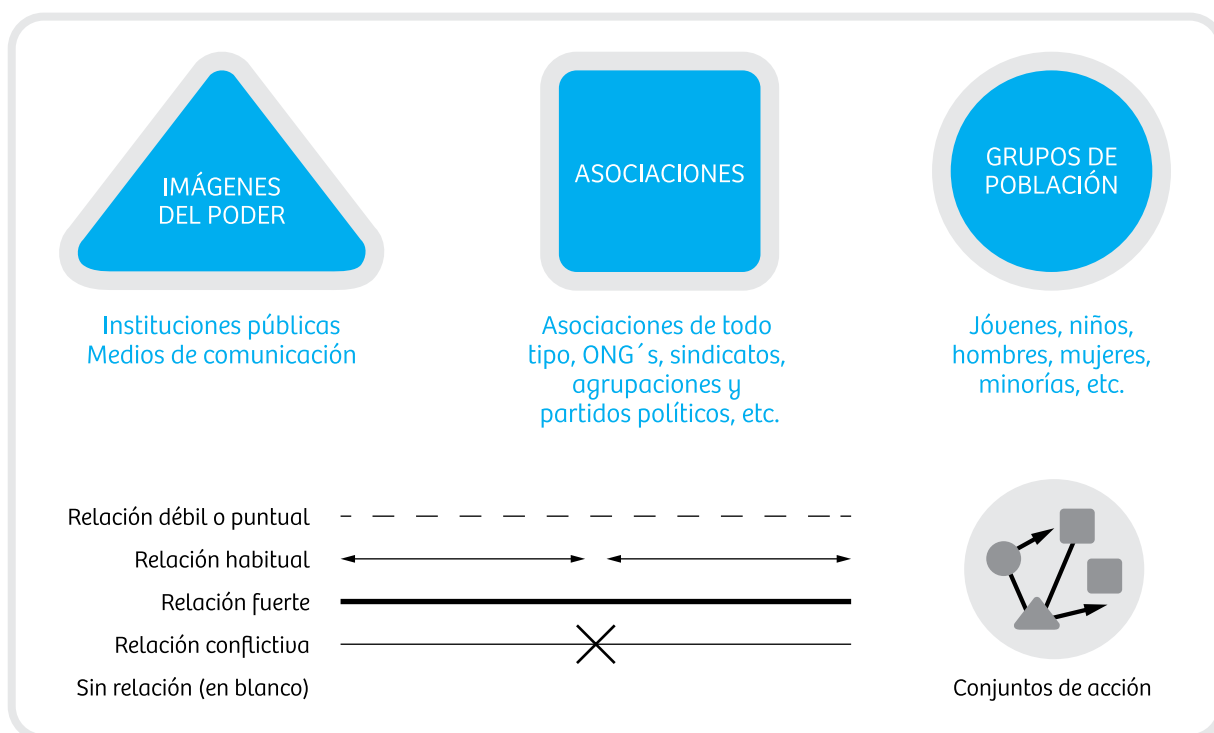 IMÁGENES
DEL PODER
ASOCIACIONES
GRUPOS DE
POBLACIÓN
Instituciones públicas
Medios de comunicación
Asociaciones de todo
tipo, ONG´s, sindicatos,
agrupaciones y
partidos políticos, etc.
Jóvenes, niños,
hombres, mujeres,
minorías, etc.
Relación débil o puntual
Relación habitual
Relación fuerte
Relación conflictiva
Sin relación (en blanco)
Conjuntos de acción